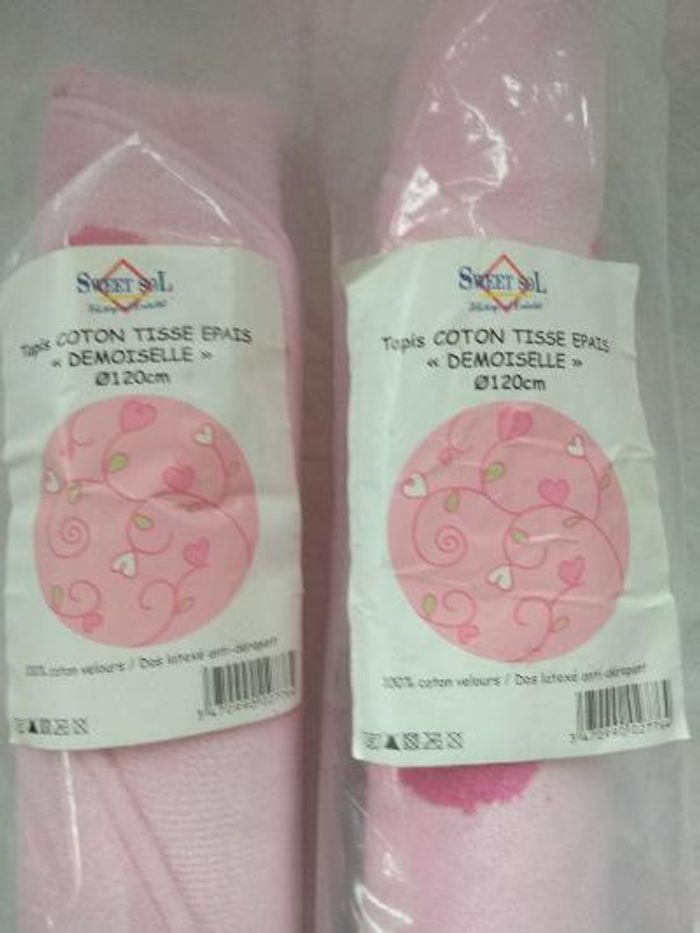 SWEET SOL
Tapis COTON TISSE EPAIS
« DEMOISELLE »
Ø120cm
100% coton velours / Dos latexé anti-dérapant
SWEET SOL
Tapis COTON TISSE EPAIS
« DEMOISELLE »
Ø120cm
100% coton velours / Dos latexé anti-dérapant